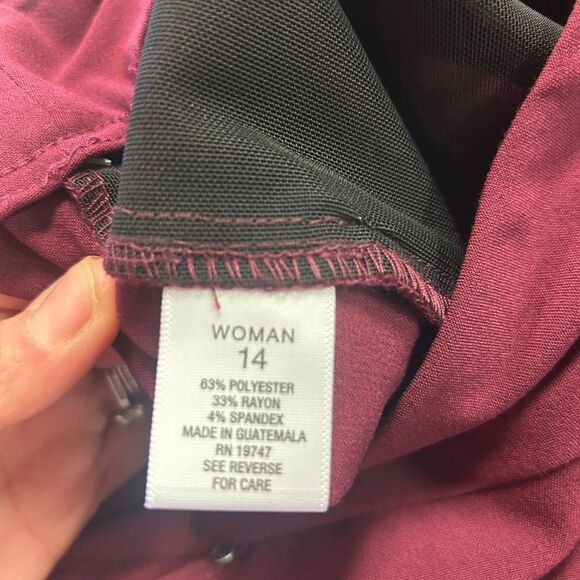 WOMAN
14
63% POLYESTER
33% RAYON
4% SPANDEX
MADE IN GUATEMALA
RN 19747
SEE REVERSE
FOR CARE